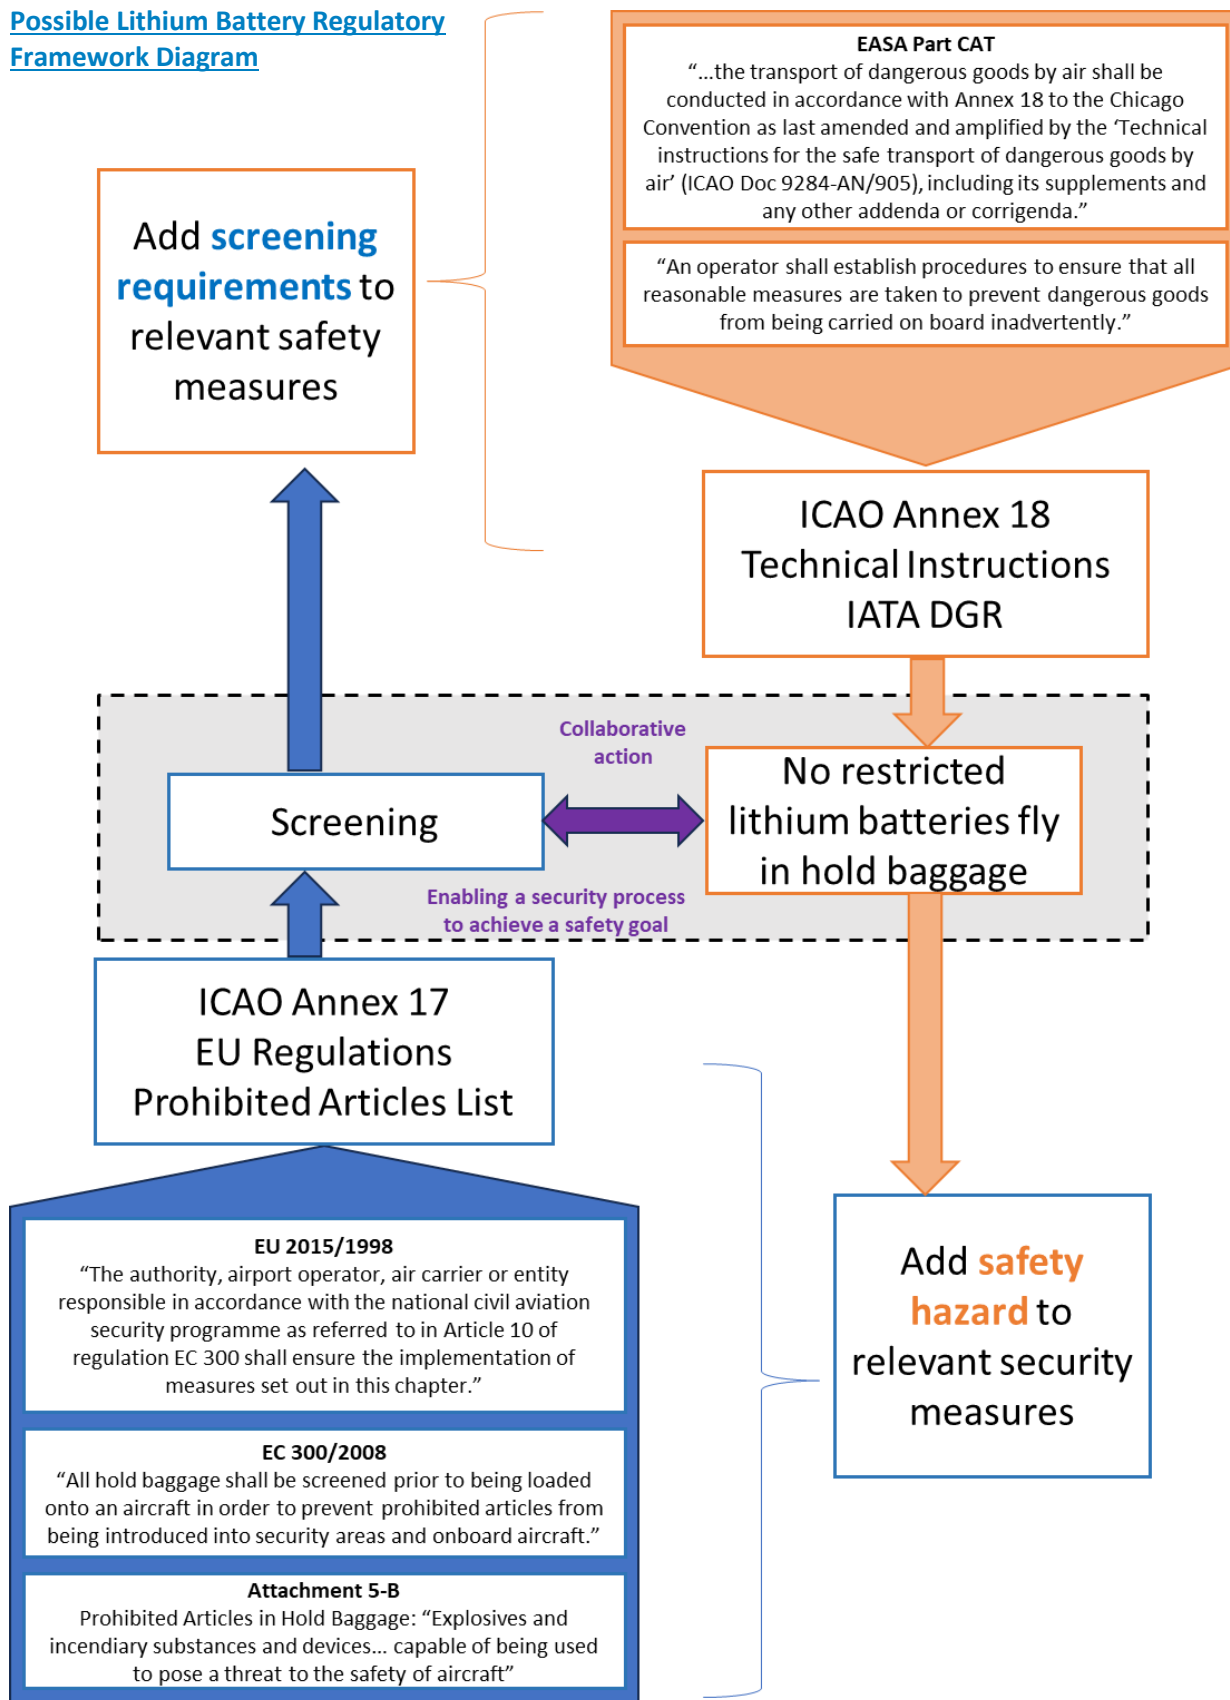 Possible Lithium Battery Regulatory
Framework Diagram
EASA Part CAT
“...the transport of dangerous goods by air shall be
conducted in accordance with Annex 18 to the Chicago
Convention as last amended and amplified by the ‘Technical
instructions for the safe transport of dangerous goods by
air’ (ICAO Doc 9284-AN/905), including its supplements and
any other addenda or corrigenda.”
“An operator shall establish procedures to ensure that all
reasonable measures are taken to prevent dangerous goods
from being carried on board inadvertently.”
Add screening
requirements to
relevant safety
measures
ICAO Annex 18
Technical Instructions
IATA DGR
Collaborative
action
Screening
No restricted
lithium batteries fly
in hold baggage
Enabling a security process
to achieve a safety goal
ICAO Annex 17
EU Regulations
Prohibited Articles List
EU 2015/1998
“The authority, airport operator, air carrier or entity
responsible in accordance with the national civil aviation
security programme as referred to in Article 10 of
regulation EC 300 shall ensure the implementation of
measures set out in this chapter.”
EC 300/2008
“All hold baggage shall be screened prior to being loaded
onto an aircraft in order to prevent prohibited articles from
being introduced into security areas and onboard aircraft.”
Attachment 5-B
Prohibited Articles in Hold Baggage: “Explosives and
incendiary substances and devices... capable of being used
to pose a threat to the safety of aircraft”
Add safety
hazard to
relevant security
measures